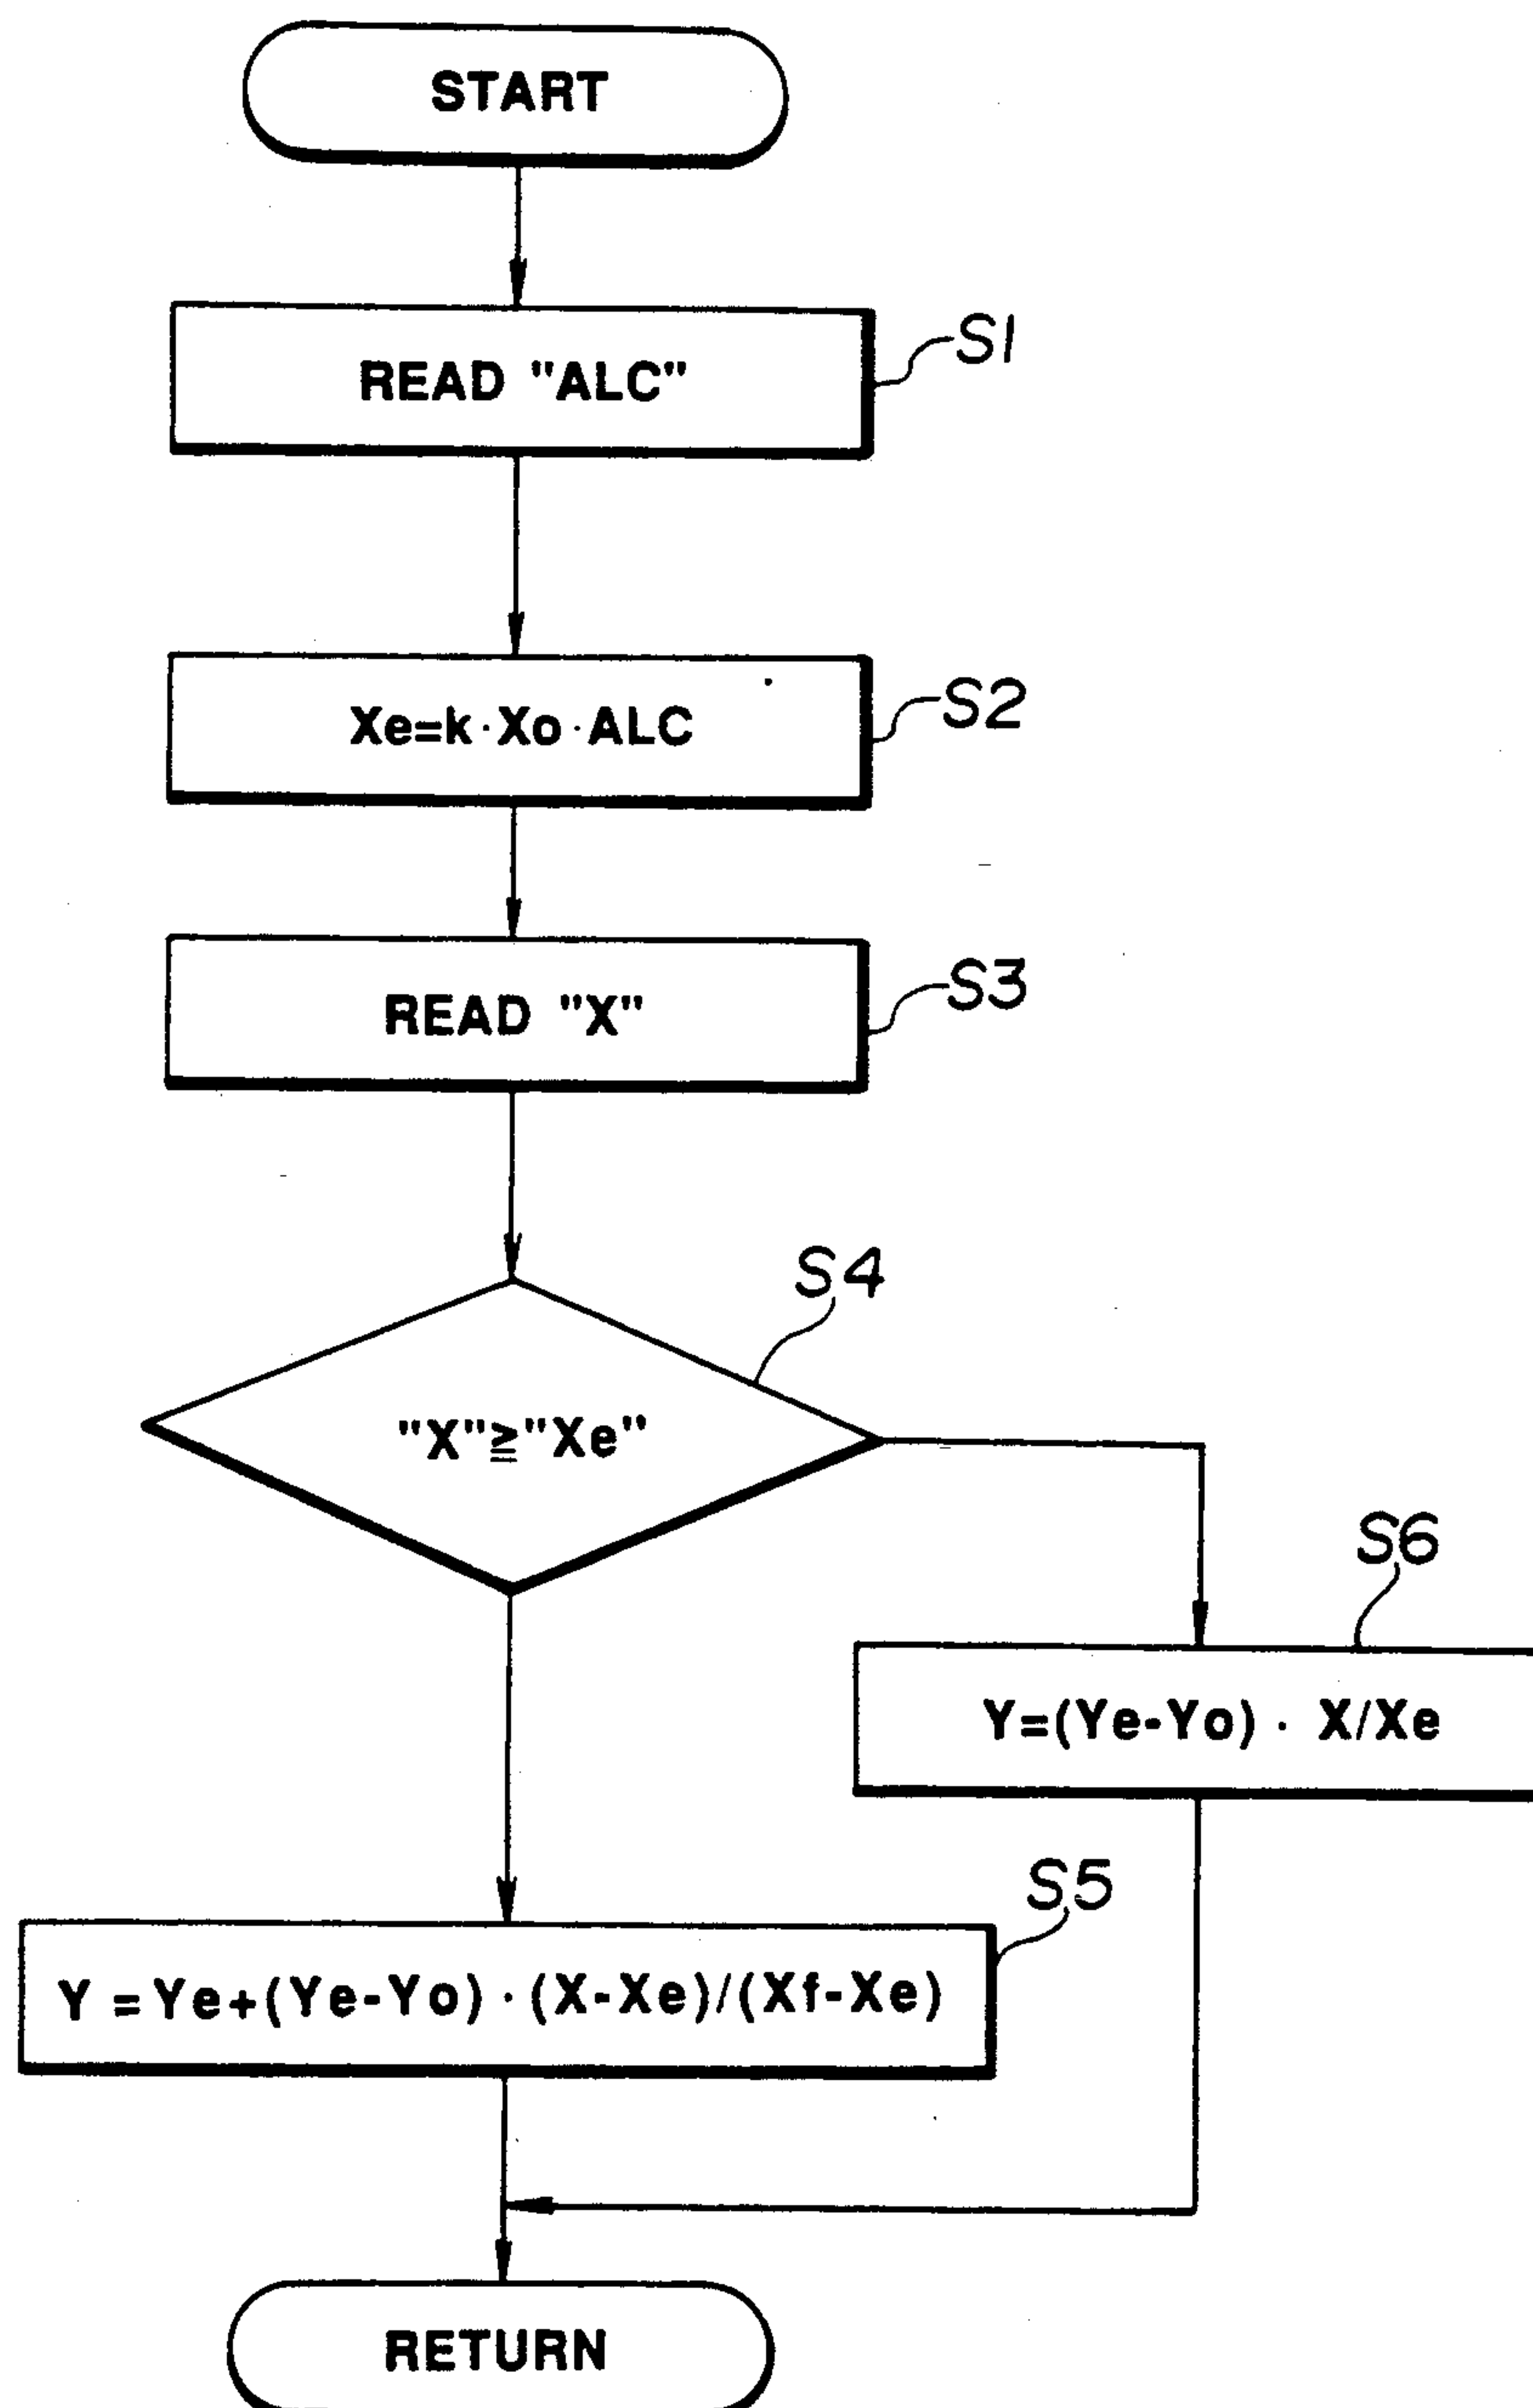 START
READ "ALC"
S1
Xe=k·Xo·ALC
S2
READ "X"
S3
S4
"X"≧"Xe"
S6
Y=(Ye-Yo) · X/Xe
S5
Y =Ye+(Ye-Yo) · (X-Xe)/(Xf-Xe)
RETURN